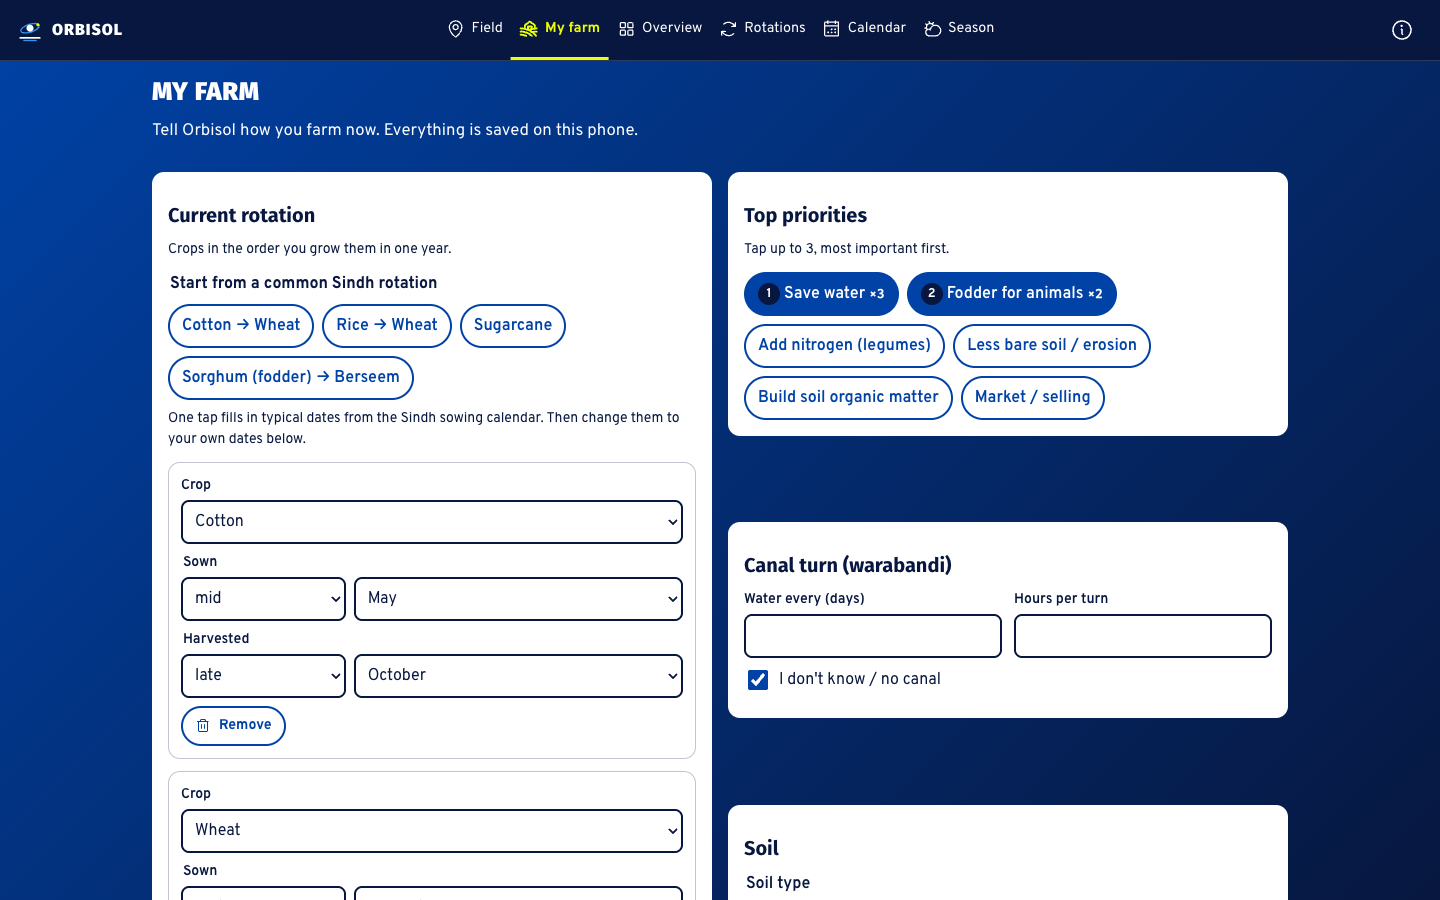 ORBISOL
Field
My farm
Overview
Rotations
Calendar
Season
MY FARM
Tell Orbisol how you farm now. Everything is saved on this phone.
Current rotation
Crops in the order you grow them in one year.
Start from a common Sindh rotation
Cotton → Wheat
Rice → Wheat
Sugarcane
Sorghum (fodder) → Berseem
One tap fills in typical dates from the Sindh sowing calendar. Then change them to
your own dates below.
Crop
Cotton
Sown
mid
May
Harvested
late
October
Remove
Crop
Wheat
Sown
Top priorities
Tap up to 3, most important first.
1 Save water ×3
2 Fodder for animals ×2
Add nitrogen (legumes)
Less bare soil / erosion
Build soil organic matter
Market / selling
Canal turn (warabandi)
Water every (days)
Hours per turn
I don't know / no canal
Soil
Soil type